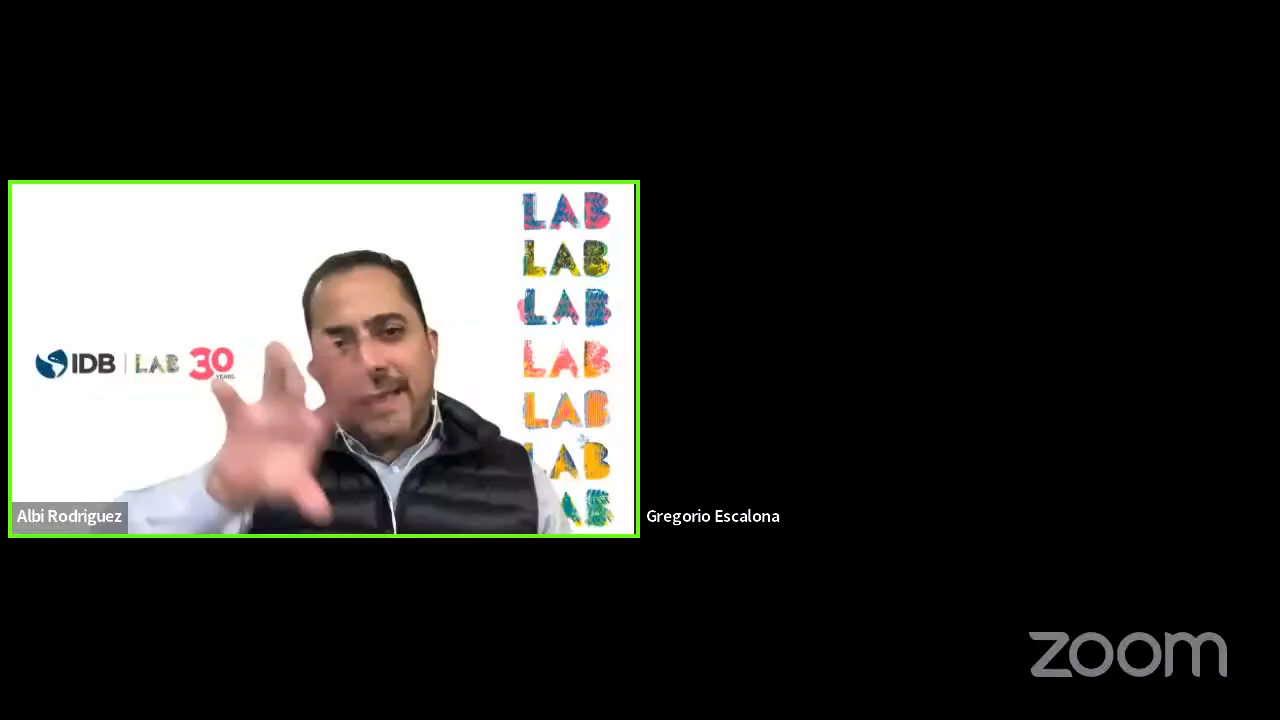 LAB
LAB
LAB
LAB
LAB
LAB
LAB
IDB | LAB 30
YEARS
Albi Rodriguez
Gregorio Escalona
zoom